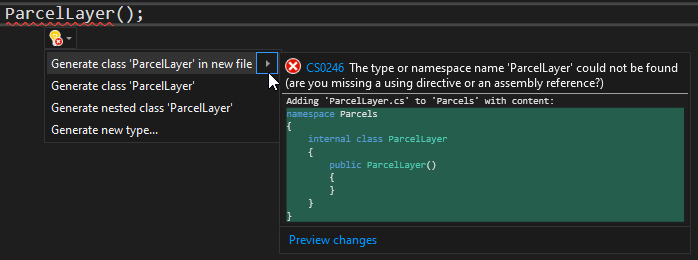 ParcelLayer();
Generate class 'ParcelLayer' in new file
Generate class 'ParcelLayer'
Generate nested class 'ParcelLayer'
Generate new type...
CS0246 The type or namespace name 'ParcelLayer' could not be found
(are you missing a using directive or an assembly reference?)
Adding 'ParcelLayer.cs' to 'Parcels' with content:
namespace Parcels
{
    internal class ParcelLayer
    {
        public ParcelLayer()
        {
        }
    }
}
Preview changes